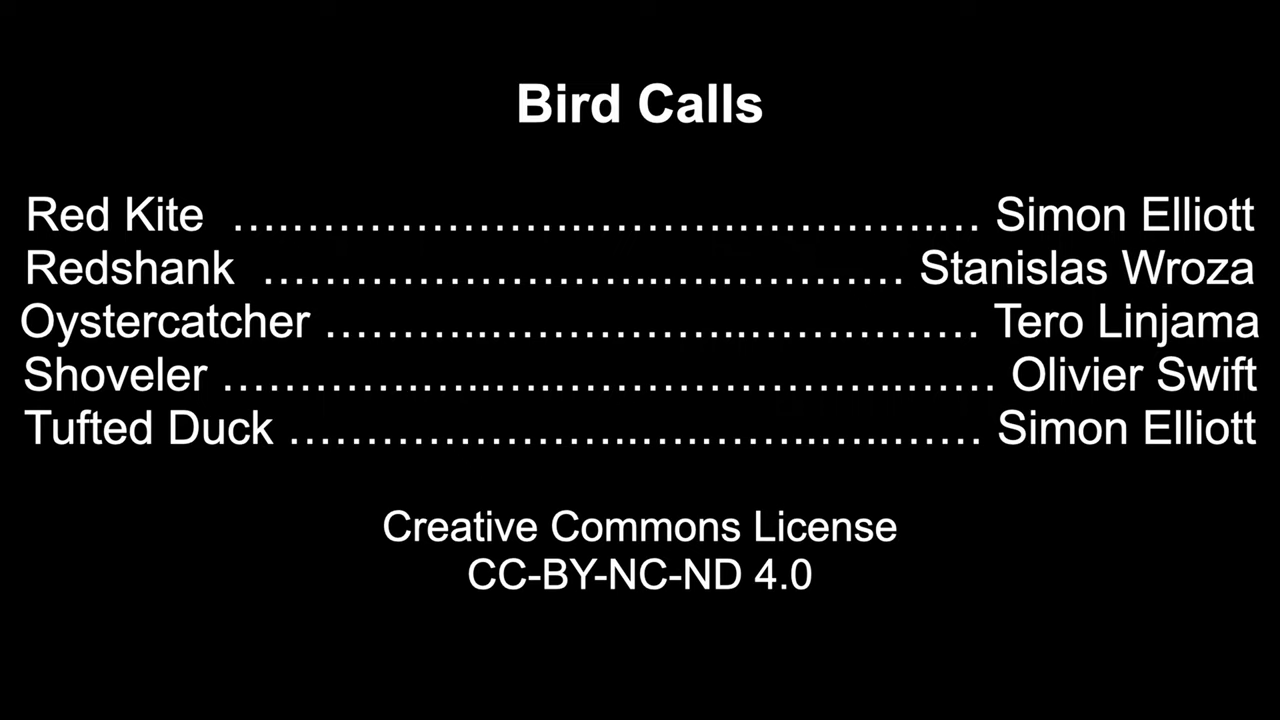 Bird Calls
Red Kite …..……………………………………..… Simon Elliott
Redshank ………………………..…..………… Stanislas Wroza
Oystercatcher ………...………………...……………… Tero Linjama
Shoveler …………….…..…..………………………..…… Olivier Swift
Tufted Duck ……………………..…..……...…..…… Simon Elliott
Creative Commons License
CC-BY-NC-ND 4.0